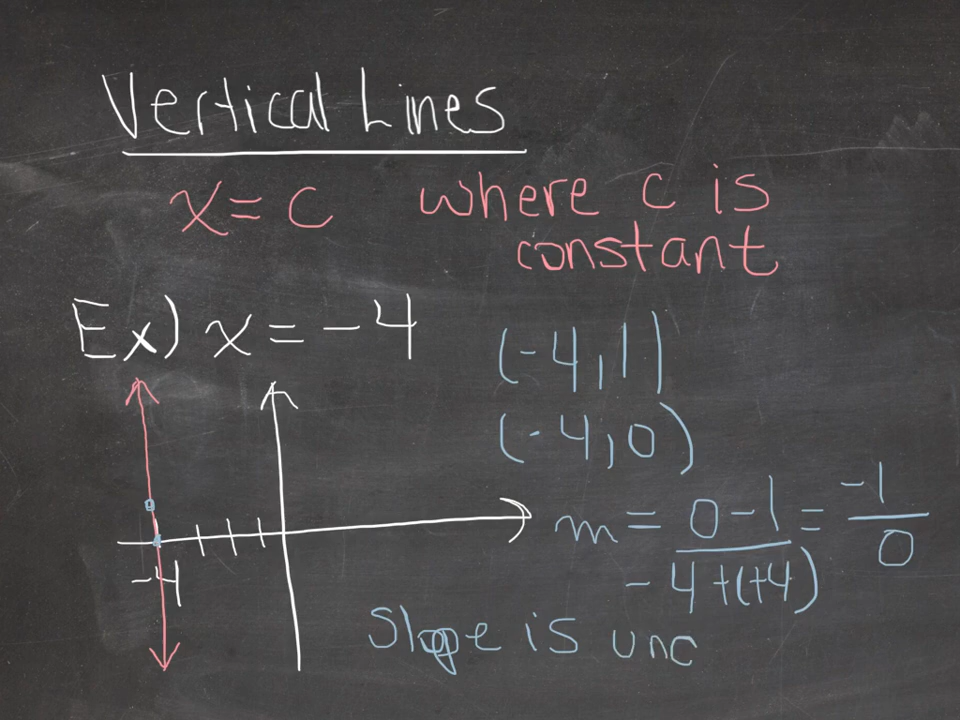 Vertical Lines
x = c where c is
constant
Ex) x = -4
(-4,1)
(-4,0)
m = 0-1 / -4+(+4) = -1 / 0
-4
Slope is unc